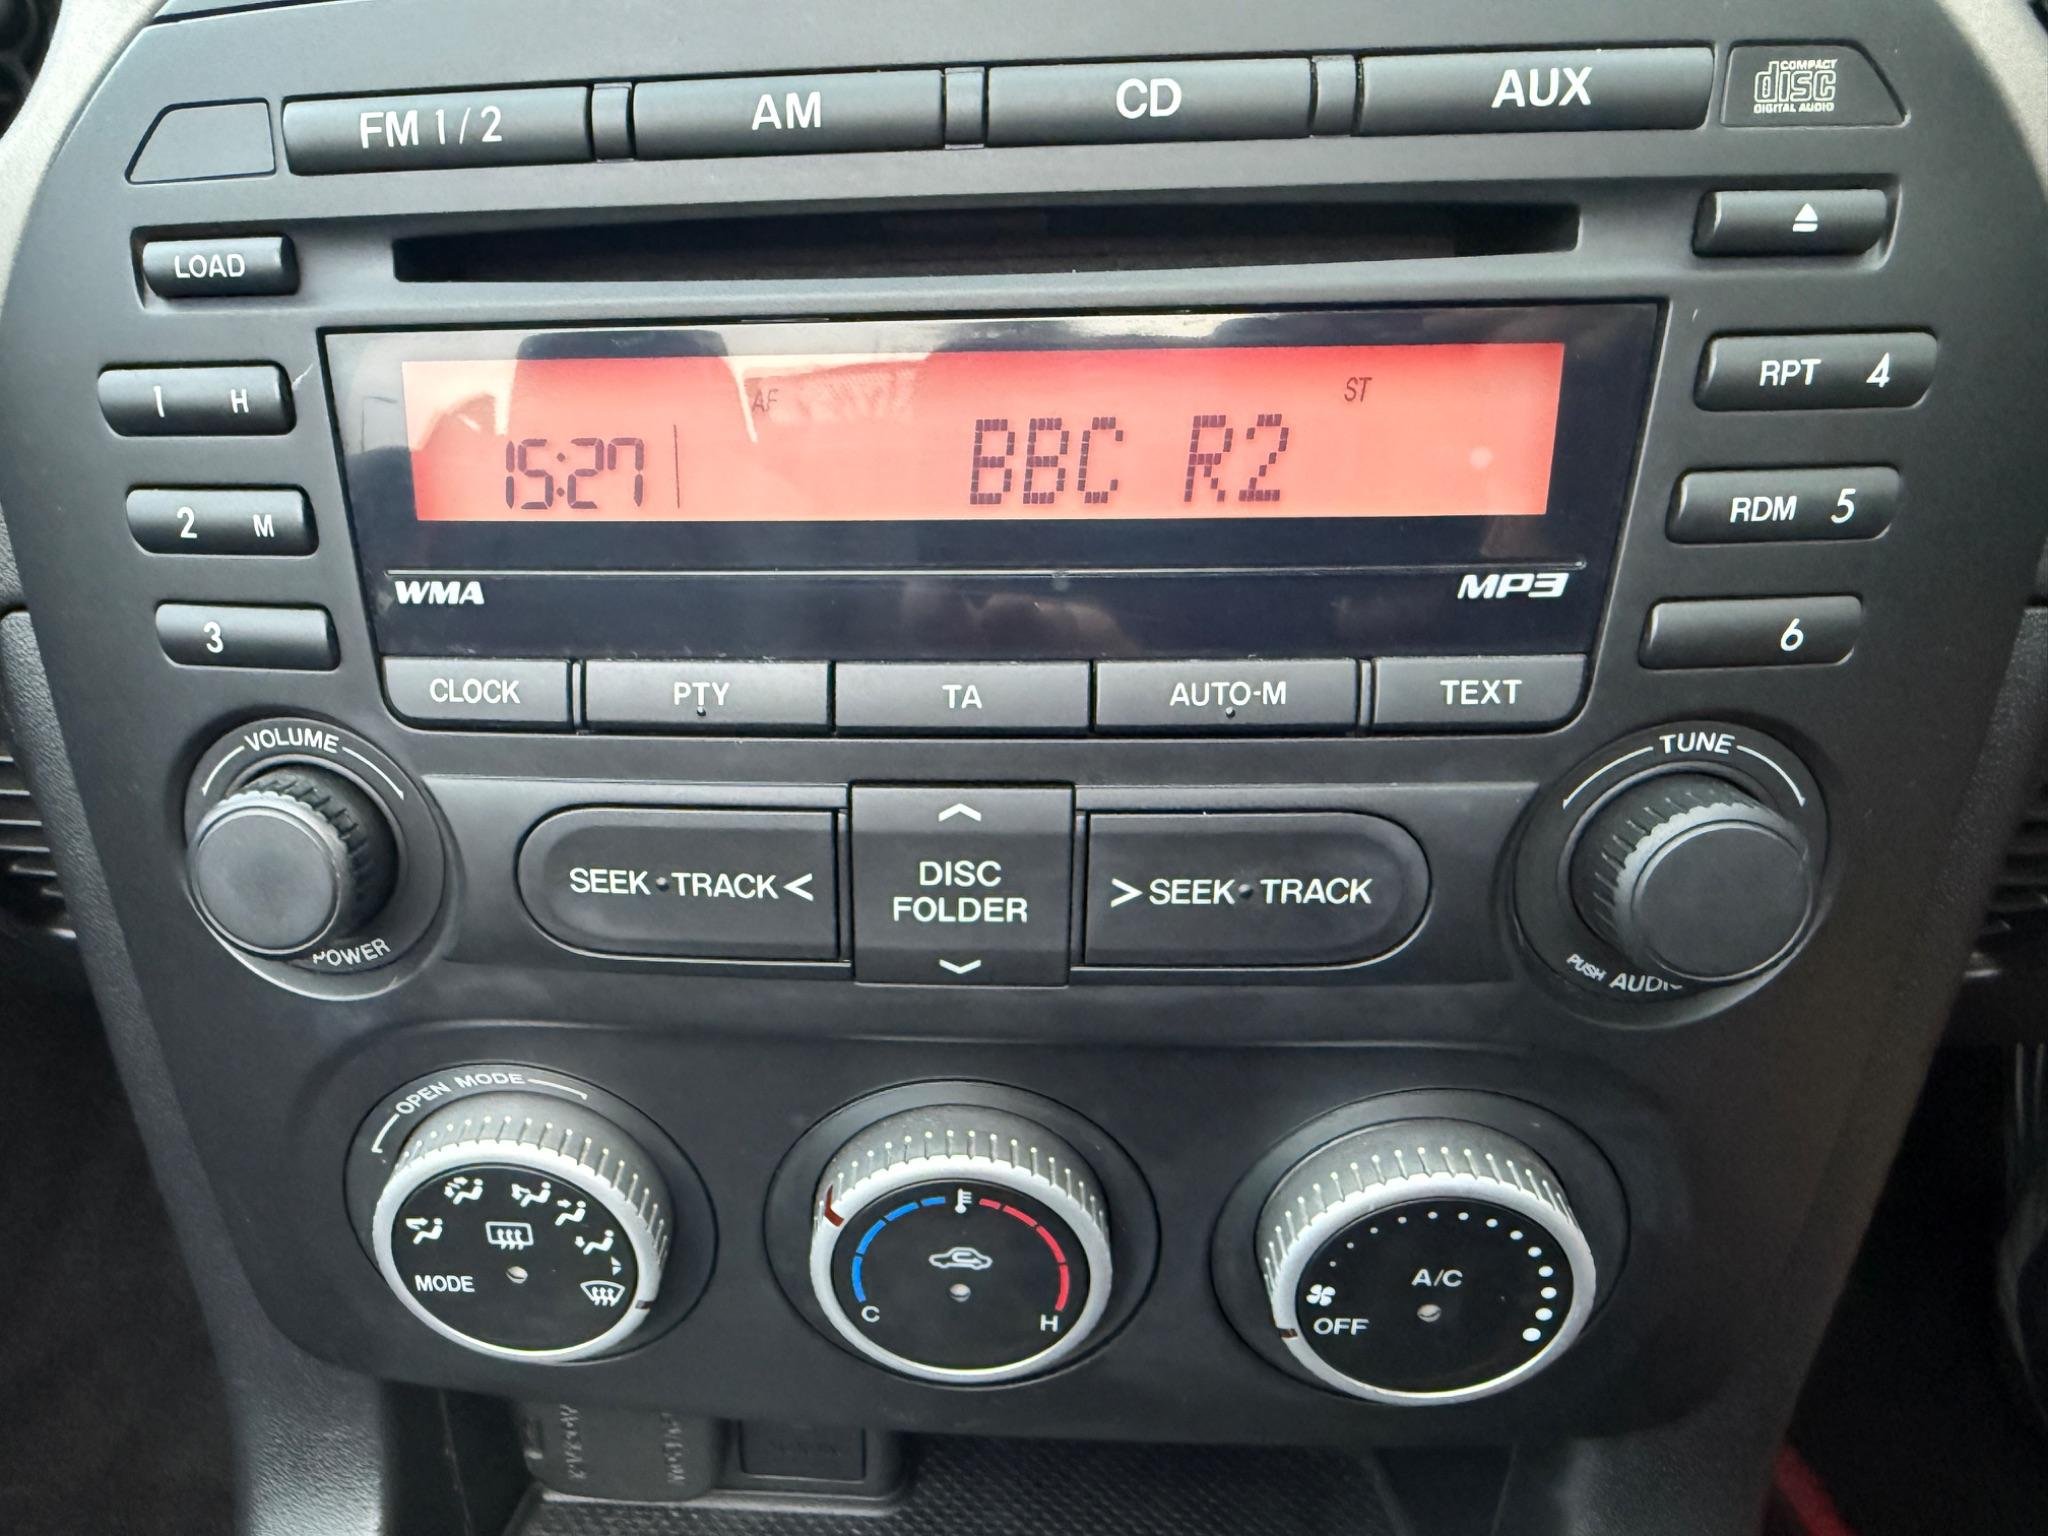 FM 1/2 AM CD AUX
COMPACT
disc
DIGITAL AUDIO
LOAD
1 H
AF
ST
RPT 4
15:27
BBC R2
2 M
RDM 5
WMA
MP3
3
6
CLOCK PTY TA AUTO-M TEXT
VOLUME
TUNE
SEEK·TRACK <
DISC
FOLDER
> SEEK·TRACK
POWER
PUSH AUDIO
OPEN MODE
MODE
C
H
A/C
OFF